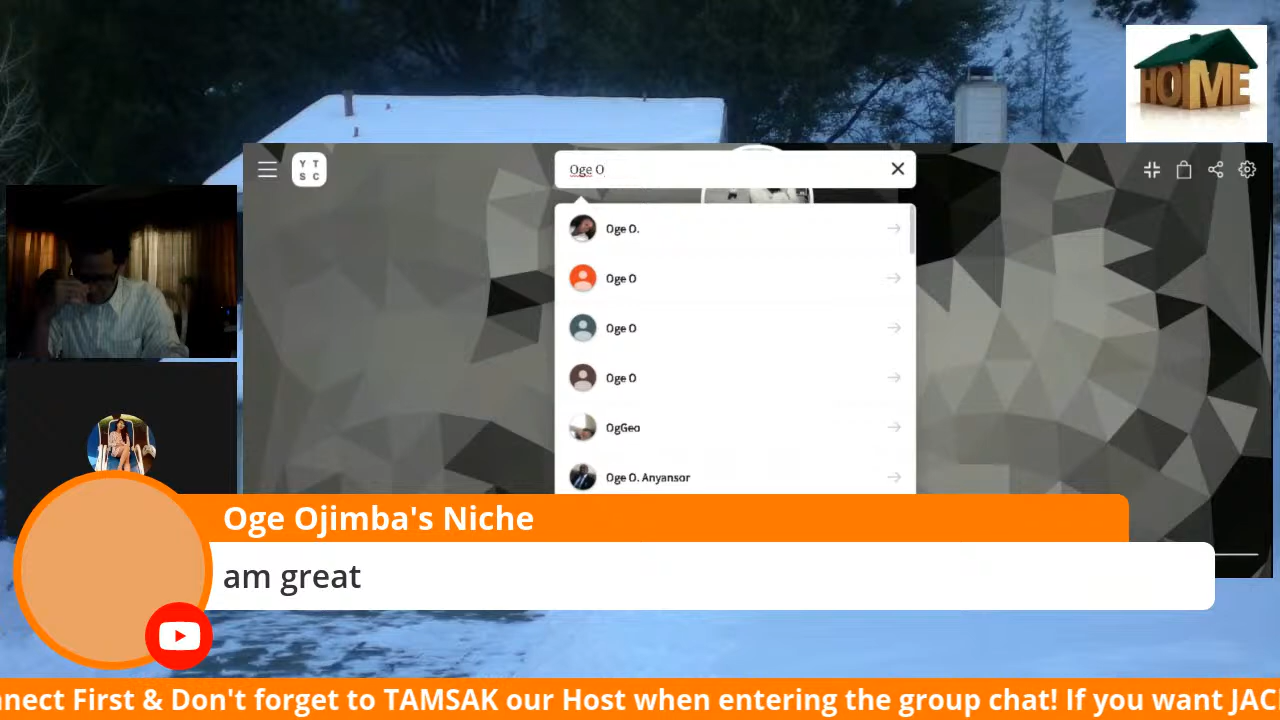 HOME
Y T
S C
Oge O
Oge O.
Oge O
Oge O
Oge O
OgGeo
Oge O. Anyansor
Oge Ojimba's Niche
am great
nnect First & Don't forget to TAMSAK our Host when entering the group chat! If you want JAC